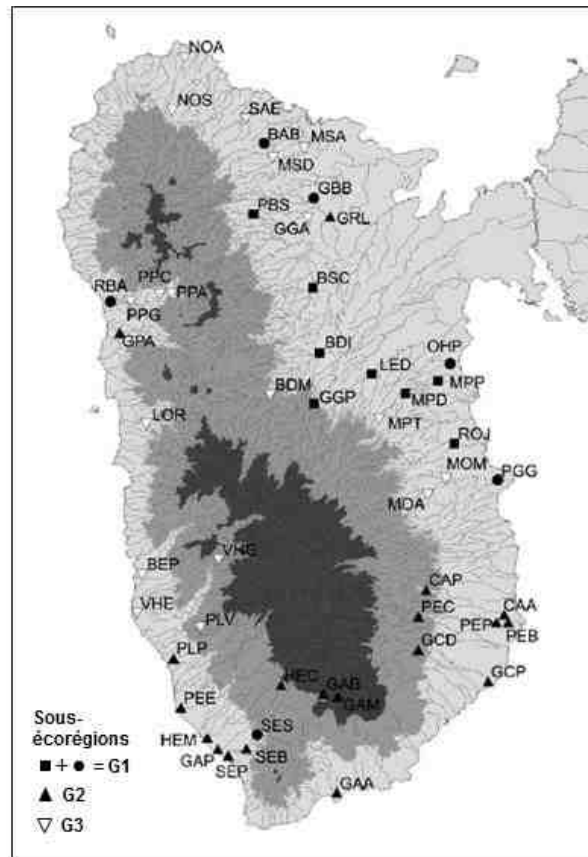 NOA
NOS
SAE
BAB
MSA
MSD
GBB
PBS
GGA
GRL
BSC
PPC
RBA
PPA
PPG
GPA
BDI
OHP
LED
BDM
MPP
GGP
MPD
LOR
MPT
ROJ
MOM
PGG
MDA
VHG
BEP
CAP
VHE
PEC
CAA
PLV
PEP
PEB
PLP
GCD
HEC
GAB
GCP
PEE
GAM
Sous-
écorégions
SES
HEM
■ + ● = G1
GAP
SEB
SEP
▲ G2
GAA
▽ G3